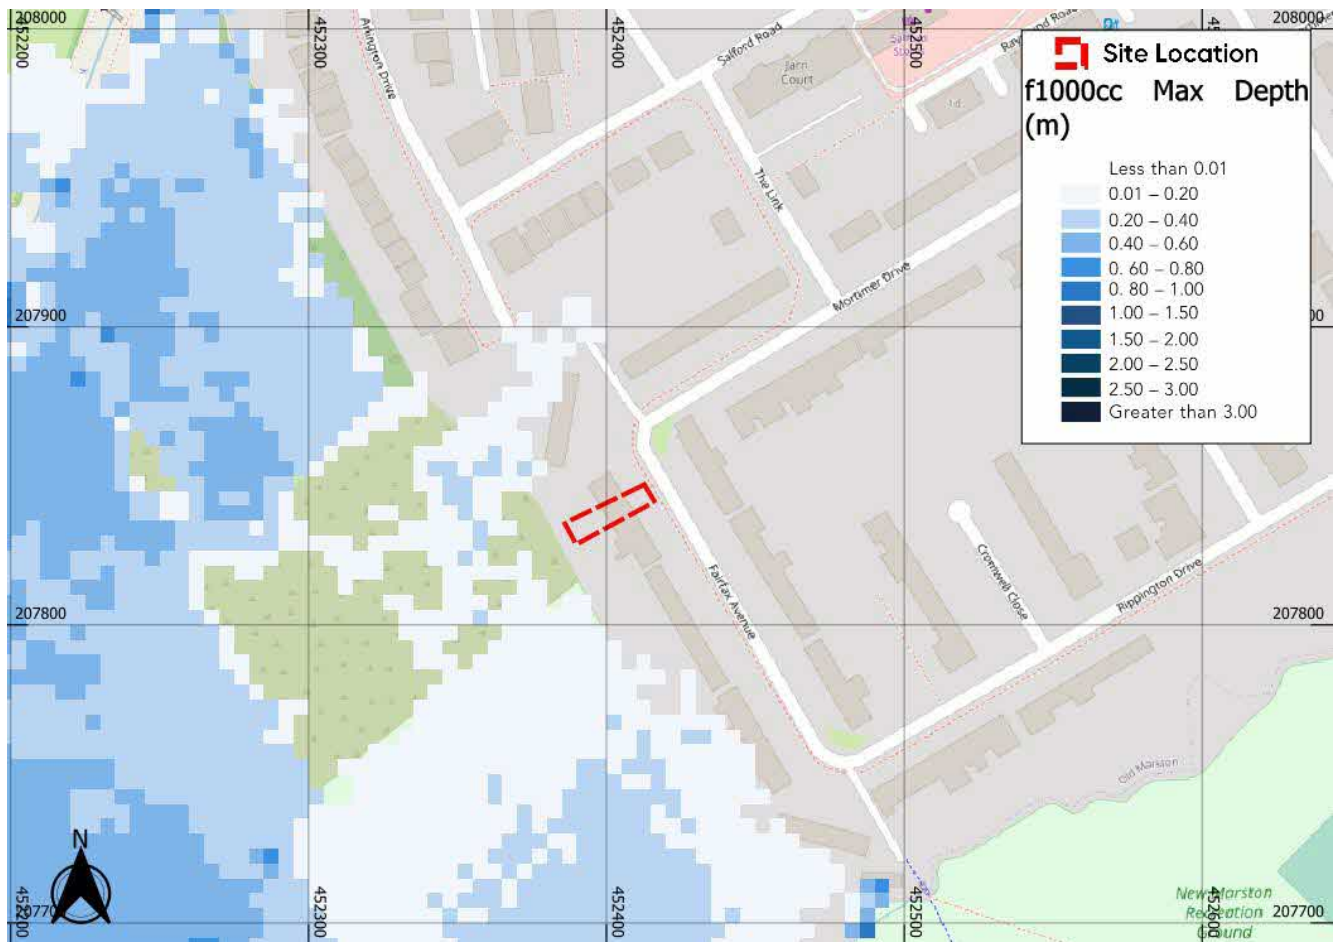 208000
208000
452200
452300
452400
452500
Arkington Drive
Salford Road
Jarn
Court
Site Location
f1000cc Max Depth
(m)
Less than 0.01
0.01 – 0.20
0.20 – 0.40
0.40 – 0.60
0. 60 – 0.80
0. 80 – 1.00
1.00 – 1.50
1.50 – 2.00
2.00 – 2.50
2.50 – 3.00
Greater than 3.00
The Link
Mortimer Drive
207900
Fairfax Avenue
Cromwell Close
Rippington Drive
207800
207800
Old Marston
N
New Marston
Recreation
Ground
452200
452300
452400
452500
452600
207700
207700